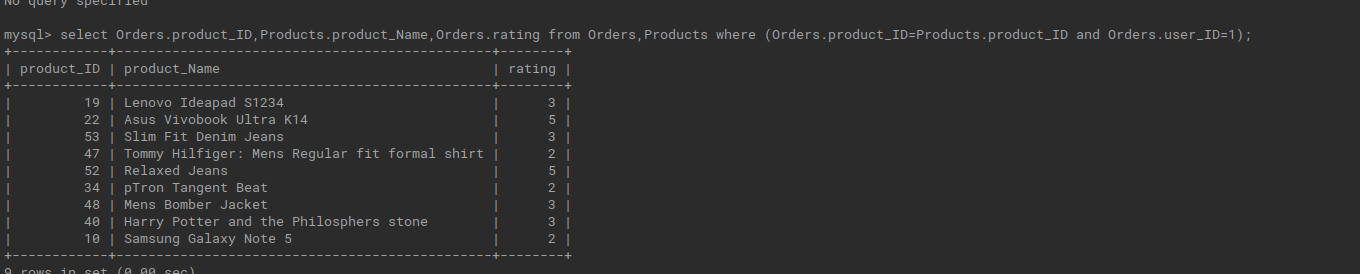 No query specified
mysql> select Orders.product_ID,Products.product_Name,Orders.rating from Orders,Products where (Orders.product_ID=Products.product_ID and Orders.user_ID=1);
+------------+-----------------------------------------------+--------+
| product_ID | product_Name                                  | rating |
+------------+-----------------------------------------------+--------+
|         19 | Lenovo Ideapad S1234                          |      3 |
|         22 | Asus Vivobook Ultra K14                       |      5 |
|         53 | Slim Fit Denim Jeans                          |      3 |
|         47 | Tommy Hilfiger: Mens Regular fit formal shirt |      2 |
|         52 | Relaxed Jeans                                 |      5 |
|         34 | pTron Tangent Beat                            |      2 |
|         48 | Mens Bomber Jacket                            |      3 |
|         40 | Harry Potter and the Philosphers stone        |      3 |
|         10 | Samsung Galaxy Note 5                         |      2 |
+------------+-----------------------------------------------+--------+
9 rows in set (0.00 sec)